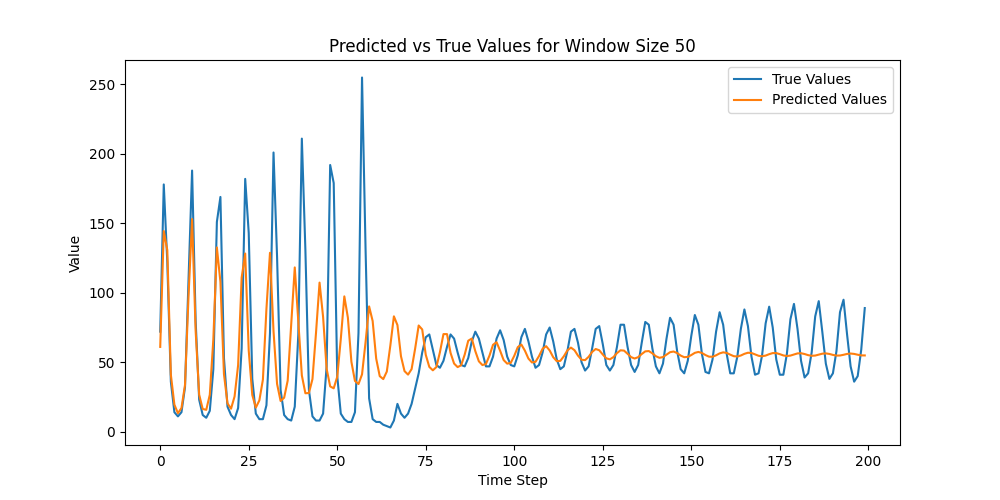 Predicted vs True Values for Window Size 50
True Values
Predicted Values
250
200
150
100
50
0
Value
0 25 50 75 100 125 150 175 200
Time Step